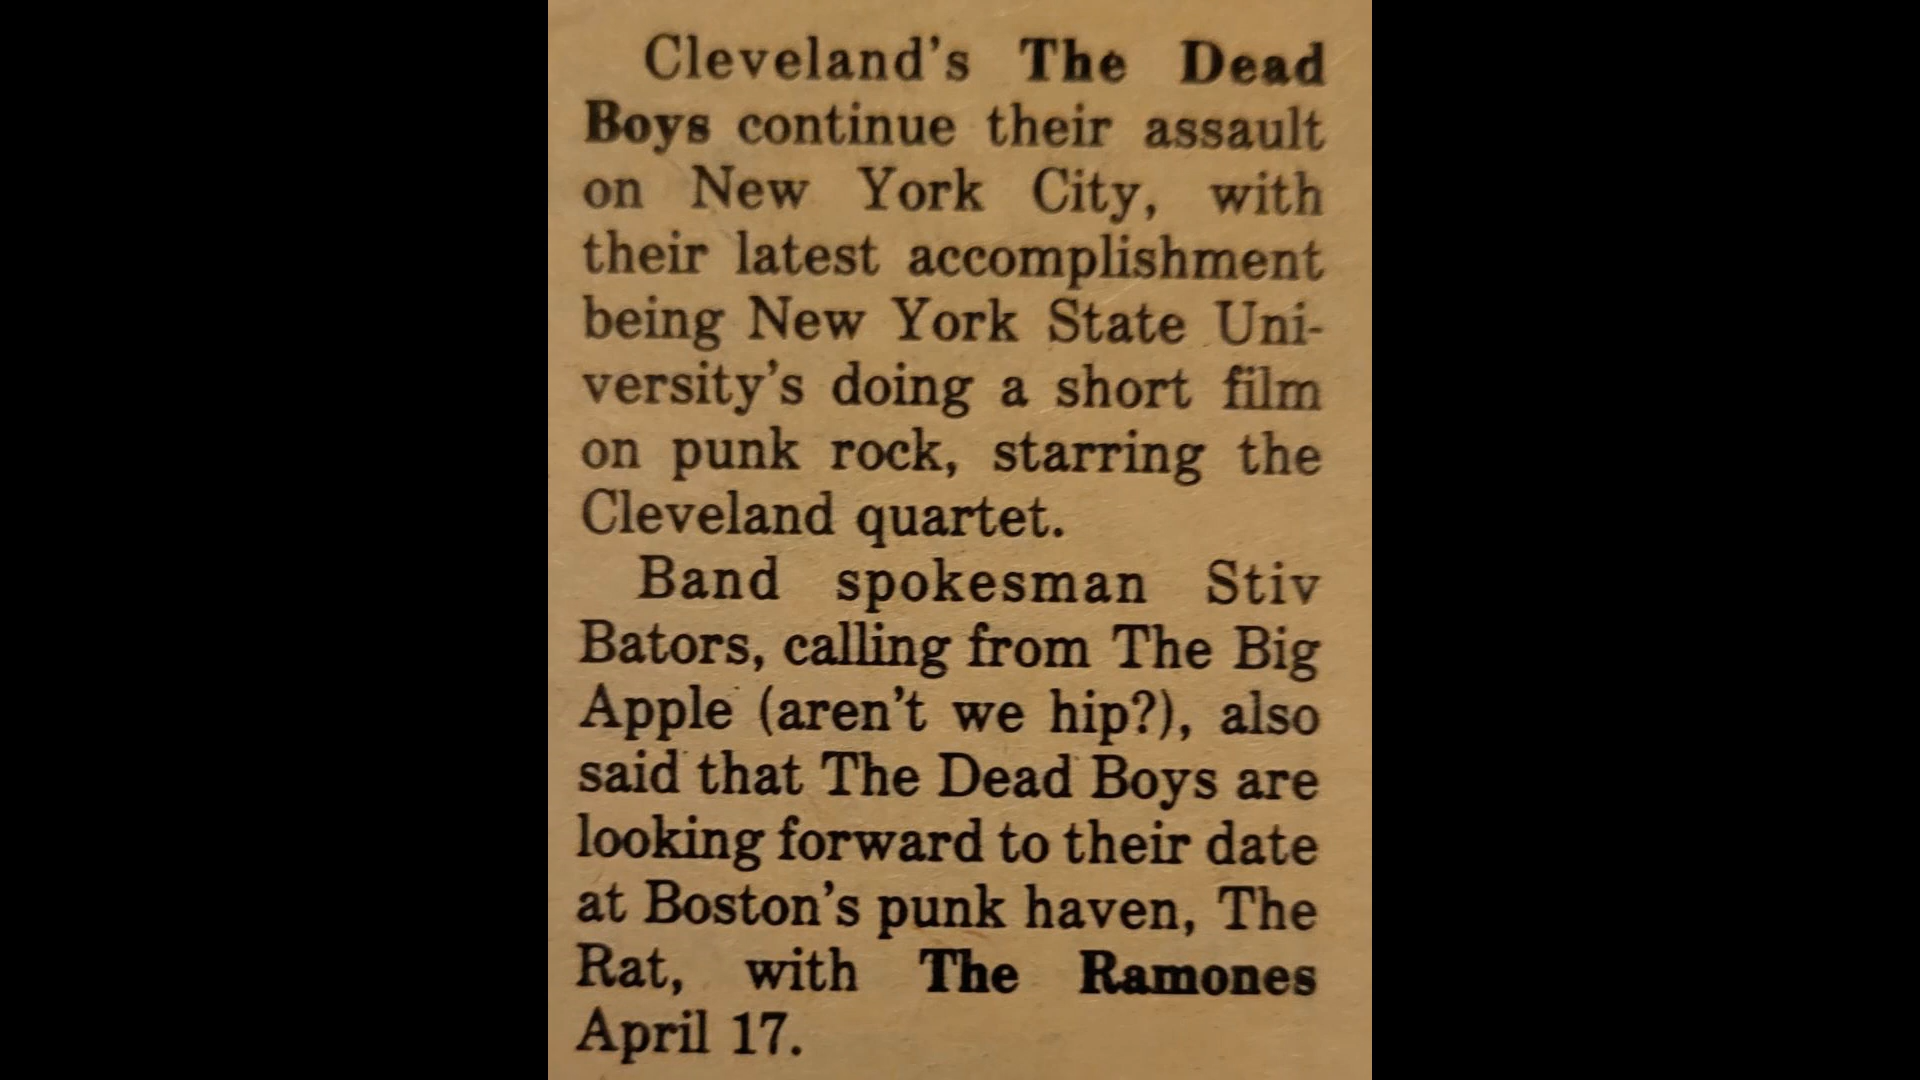 Cleveland's The Dead
Boys continue their assault
on New York City, with
their latest accomplishment
being New York State Uni-
versity's doing a short film
on punk rock, starring the
Cleveland quartet.
Band spokesman Stiv
Bators, calling from The Big
Apple (aren't we hip?), also
said that The Dead Boys are
looking forward to their date
at Boston's punk haven, The
Rat, with The Ramones
April 17.